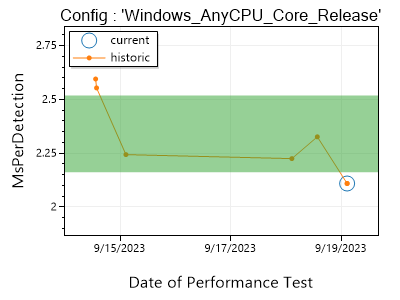 Config : 'Windows_AnyCPU_Core_Release'
current
historic
2.75
2.5
2.25
2
MsPerDetection
9/15/2023
9/17/2023
9/19/2023
Date of Performance Test